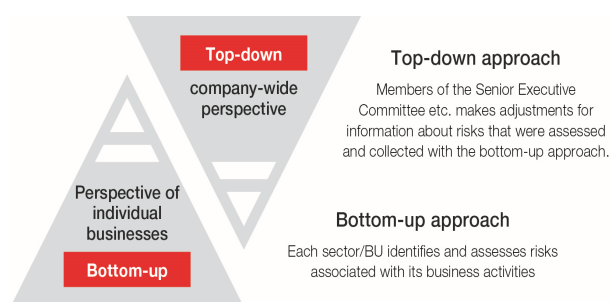 Top-down
company-wide
perspective
Perspective of
individual
businesses
Bottom-up
Top-down approach
Members of the Senior Executive
Committee etc. makes adjustments for
information about risks that were assessed
and collected with the bottom-up approach.
Bottom-up approach
Each sector/BU identifies and assesses risks
associated with its business activities